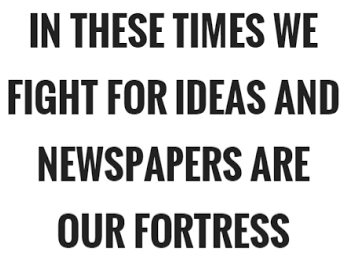 IN THESE TIMES WE
FIGHT FOR IDEAS AND
NEWSPAPERS ARE
OUR FORTRESS